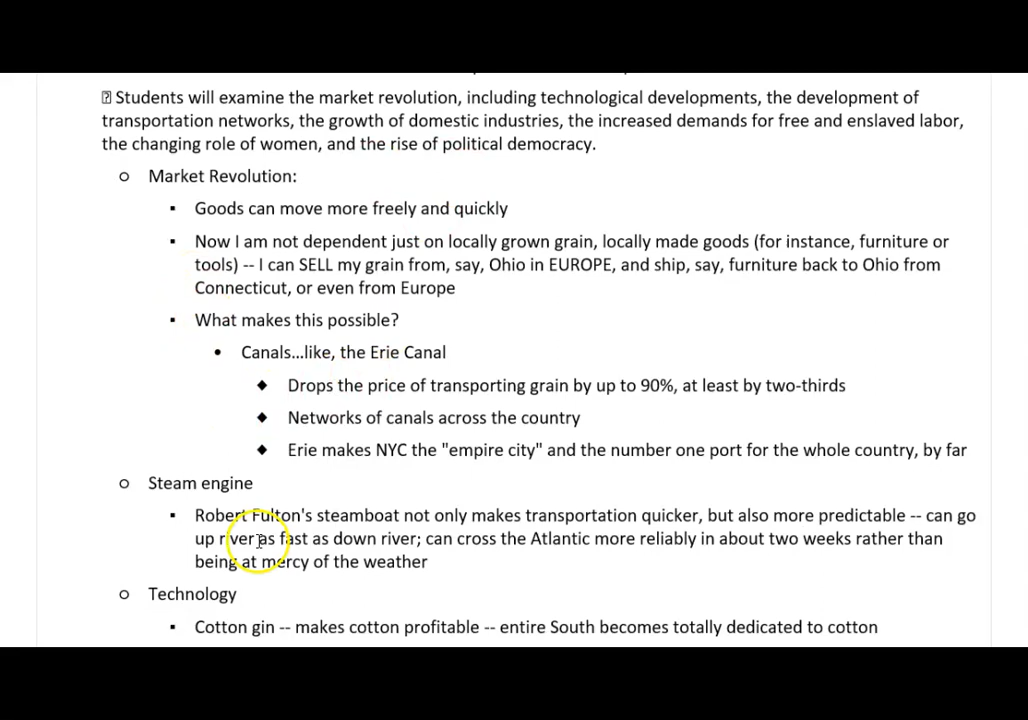 Students will examine the market revolution, including technological developments, the development of
transportation networks, the growth of domestic industries, the increased demands for free and enslaved labor,
the changing role of women, and the rise of political democracy.
Market Revolution:
Goods can move more freely and quickly
Now I am not dependent just on locally grown grain, locally made goods (for instance, furniture or
tools) -- I can SELL my grain from, say, Ohio in EUROPE, and ship, say, furniture back to Ohio from
Connecticut, or even from Europe
What makes this possible?
Canals...like, the Erie Canal
Drops the price of transporting grain by up to 90%, at least by two-thirds
Networks of canals across the country
Erie makes NYC the "empire city" and the number one port for the whole country, by far
Steam engine
Robert Fulton's steamboat not only makes transportation quicker, but also more predictable -- can go
up river as fast as down river; can cross the Atlantic more reliably in about two weeks rather than
being at mercy of the weather
Technology
Cotton gin -- makes cotton profitable -- entire South becomes totally dedicated to cotton